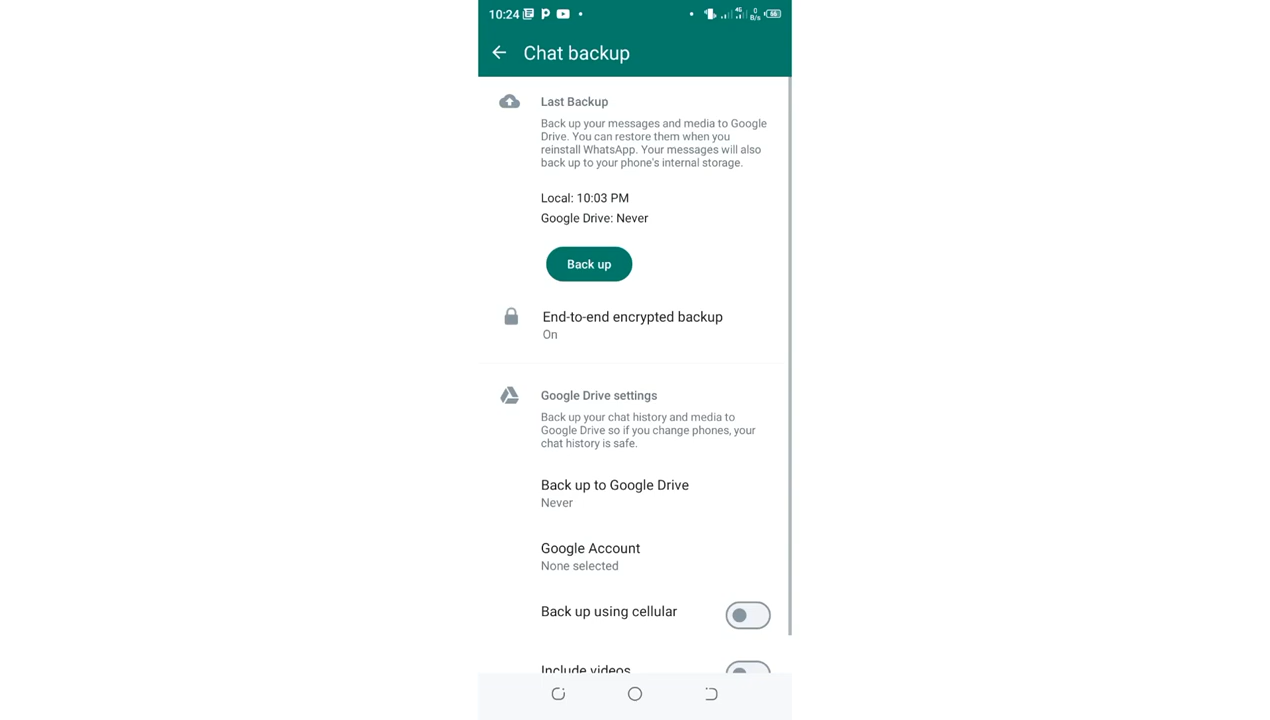 10:24
4G
0
B/s
66
Chat backup
Last Backup
Back up your messages and media to Google
Drive. You can restore them when you
reinstall WhatsApp. Your messages will also
back up to your phone's internal storage.
Local: 10:03 PM
Google Drive: Never
Back up
End-to-end encrypted backup
On
Google Drive settings
Back up your chat history and media to
Google Drive so if you change phones, your
chat history is safe.
Back up to Google Drive
Never
Google Account
None selected
Back up using cellular
Include videos